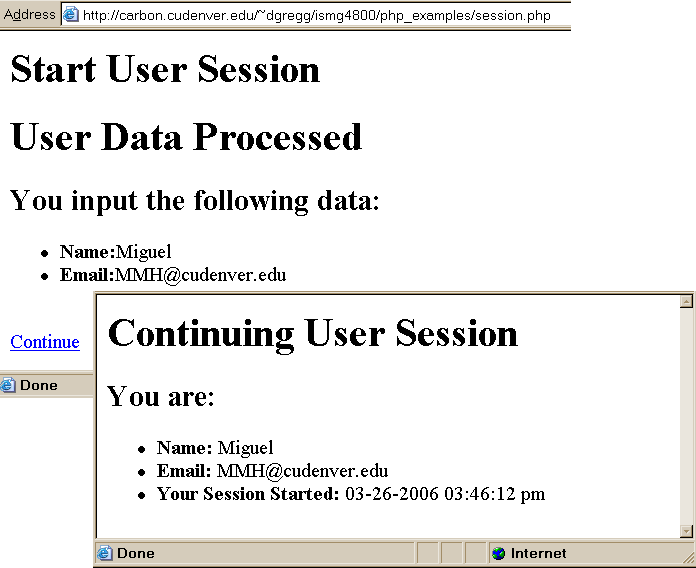 Address http://carbon.cudenver.edu/~dgregg/ismg4800/php_examples/session.php
Start User Session
User Data Processed
You input the following data:
Name:Miguel
Email:MMH@cudenver.edu
Continue
Done
Continuing User Session
You are:
Name: Miguel
Email: MMH@cudenver.edu
Your Session Started: 03-26-2006 03:46:12 pm
Done
Internet